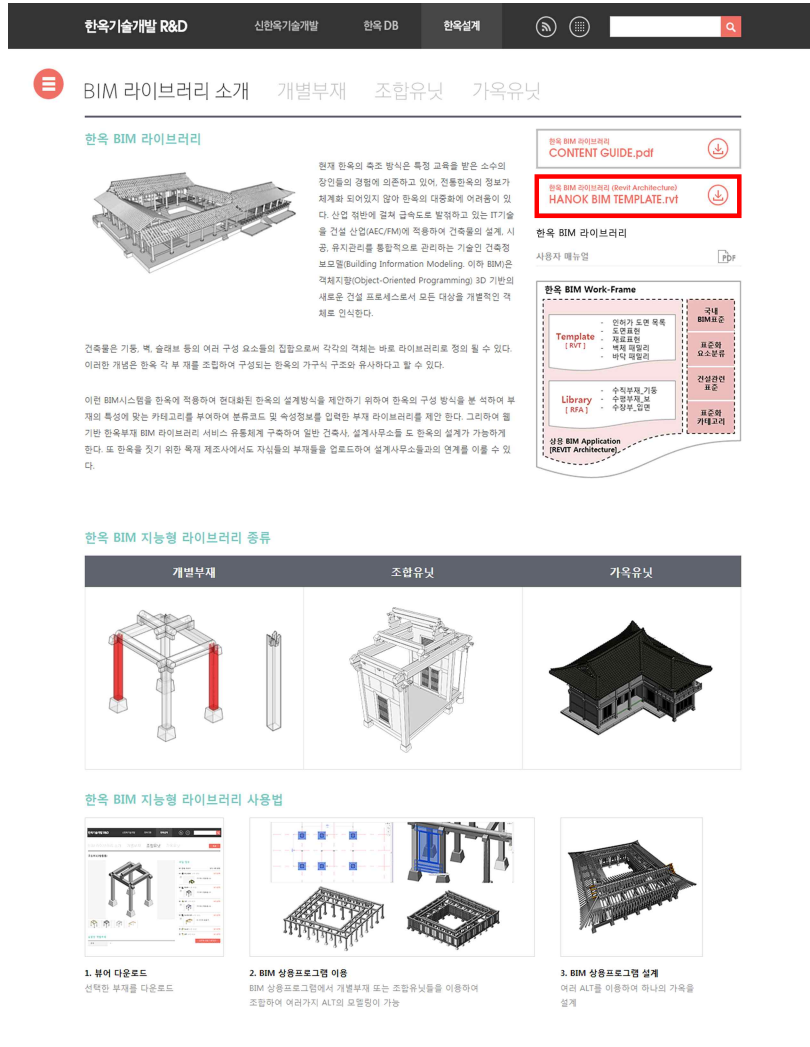 한옥기술개발 R&D
신한옥기술개발
한옥 DB
한옥설계
BIM 라이브러리 소개
개별부재
조합유닛
가옥유닛
한옥 BIM 라이브러리
현재 한옥의 축조 방식은 특정 교육을 받은 소수의
장인들의 경험에 의존하고 있어, 전통한옥의 정보가
체계화 되어있지 않아 한옥의 대중화에 어려움이 있
다. 산업 겪반에 걸쳐 급속도로 발젂하고 있는 IT기술
을 건설 산업(AEC/FM)에 적용하여 건축물의 설계, 시
공, 유지관리를 통합적으로 관리하는 기술인 건축정
보모델(Building Information Modeling. 이하 BIM)은
객체지향(Object-Oriented Programming) 3D 기반의
새로운 건설 프로세스로서 모든 대상을 개별적인 객
체로 인식한다.
건축물은 기둥, 벽, 슬래브 등의 여러 구성 요소들의 집합으로써 각각의 객체는 바로 라이브러리로 정의 될 수 있다.
이러한 개념은 한옥 각 부 재를 조립하여 구성되는 한옥의 가구식 구조와 유사하다고 할 수 있다.
이런 BIM시스템을 한옥에 적용하여 현대화된 한옥의 설계방식을 제안하기 위하여 한옥의 구성 방식을 분 석하여 부
재의 특성에 맞는 카테고리를 부여하여 분류코드 및 속성정보를 입력한 부재 라이브러리를 제안 한다. 그리하여 웹
기반 한옥부재 BIM 라이브러리 서비스 유통체계 구축하여 일반 건축사, 설계사무소들 도 한옥의 설계가 가능하게
한다. 또 한옥을 짓기 위한 목재 제조사에서도 자싞들의 부재들을 업로드하여 설계사무소들과의 연계를 이를 수 있
다.
한옥 BIM 라이브러리
CONTENT GUIDE.pdf
한옥 BIM 라이브러리 (Revit Architecture)
HANOK BIM TEMPLATE.rvt
한옥 BIM 라이브러리
사용자 매뉴얼
PDF
한옥 BIM Work-Frame
Template
[ RVT ]
- 인허가 도면 목록
- 도면표현
- 재료표현
- 벽체 패밀리
- 바닥 패밀리
Library
[ RFA ]
- 수직부재_기둥
- 수평부재_보
- 수장부_입면
상용 BIM Application
[REVIT Architecture]
국내
BIM표준
표준화
요소분류
건설관련
표준
표준화
카테고리
한옥 BIM 지능형 라이브러리 종류
개별부재
조합유닛
가옥유닛
한옥 BIM 지능형 라이브러리 사용법
1. 뷰어 다운로드
선택한 부재를 다운로드
2. BIM 상용프로그램 이용
BIM 상용프로그램에서 개별부재 또는 조합유닛들을 이용하여
조합하여 여러가지 ALT의 모델링이 가능
3. BIM 상용프로그램 설계
여러 ALT를 이용하여 하나의 가옥을
설계